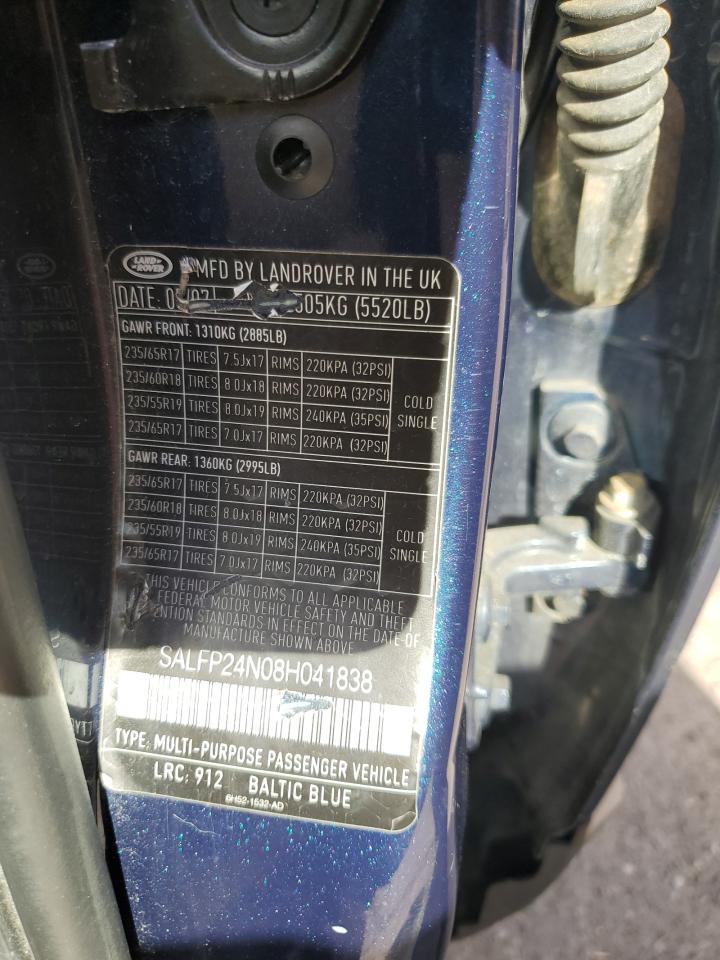 LAND ROVER MFD BY LANDROVER IN THE UK
DATE: 505KG (5520LB)
GAWR FRONT: 1310KG (2885LB)
235/65R17 TIRES 7.5Jx17 RIMS 220KPA (32PSI)
235/60R18 TIRES 8.0Jx18 RIMS 220KPA (32PSI) COLD
235/55R19 TIRES 8.0Jx19 RIMS 240KPA (35PSI) SINGLE
235/65R17 TIRES 7.0Jx17 RIMS 220KPA (32PSI)
GAWR REAR: 1360KG (2995LB)
235/65R17 TIRES 7.5Jx17 RIMS 220KPA (32PSI)
235/60R18 TIRES 8.0Jx18 RIMS 220KPA (32PSI) COLD
235/55R19 TIRES 8.0Jx19 RIMS 240KPA (35PSI) SINGLE
235/65R17 TIRES 7.0Jx17 RIMS 220KPA (32PSI)
THIS VEHICLE CONFORMS TO ALL APPLICABLE
FEDERAL MOTOR VEHICLE SAFETY AND THEFT
ENTION STANDARDS IN EFFECT ON THE DATE OF
MANUFACTURE SHOWN ABOVE
SALFP24N08H041838
TYPE: MULTI-PURPOSE PASSENGER VEHICLE
LRC: 912 BALTIC BLUE
6H52-1532-AD